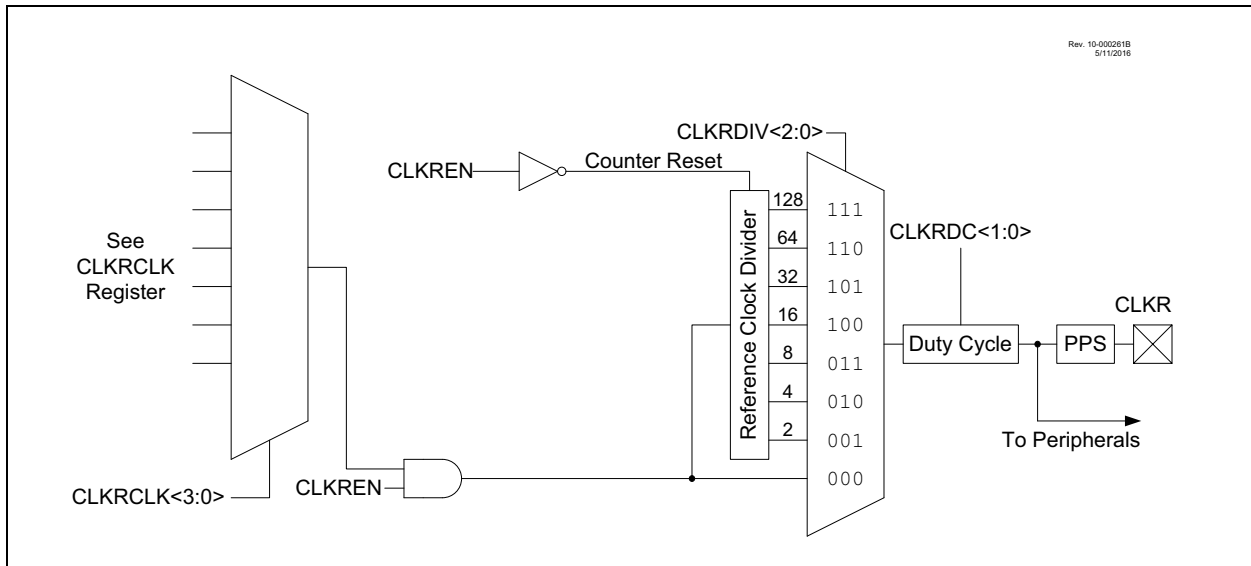 Rev. 10-000261B
5/11/2016
CLKRDIV<2:0>
CLKREN
Counter Reset
See
CLKRCLK
Register
Reference Clock Divider
128
64
32
16
8
4
2
111
110
101
100
011
010
001
000
CLKRDC<1:0>
CLKR
Duty Cycle
PPS
To Peripherals
CLKRCLK<3:0>
CLKREN